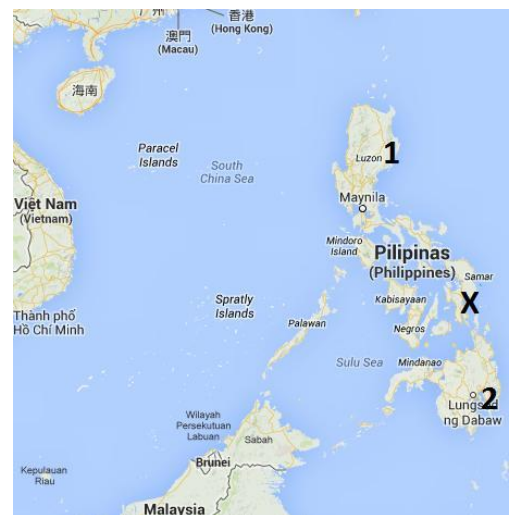 香港
(Hong Kong)
澳門
(Macau)
海南
Paracel
Islands
South
China Sea
Luzon
1
Maynila
Việt Nam
(Vietnam)
Mindoro
Island
Pilipinas
(Philippines)
Samar
Spratly
Islands
Kabisayaan
X
Thành phố
Hồ Chí Minh
Palawan
Negros
Sulu Sea
Mindanao
2
Lungsod
ng Dabaw
Wilayah
Persekutuan
Labuan
Sabah
Brunei
Kepulauan
Riau
Malaysia